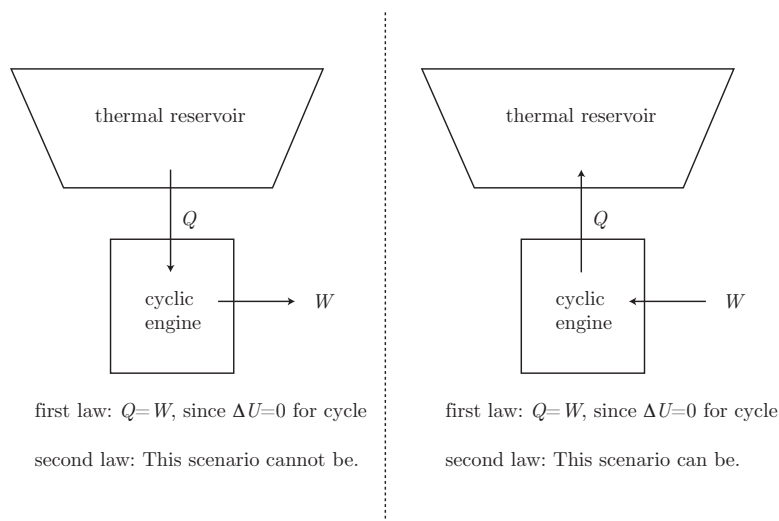 thermal reservoir
Q
cyclic
engine
W
first law: Q=W, since ΔU=0 for cycle
second law: This scenario cannot be.
thermal reservoir
Q
cyclic
engine
W
first law: Q=W, since ΔU=0 for cycle
second law: This scenario can be.